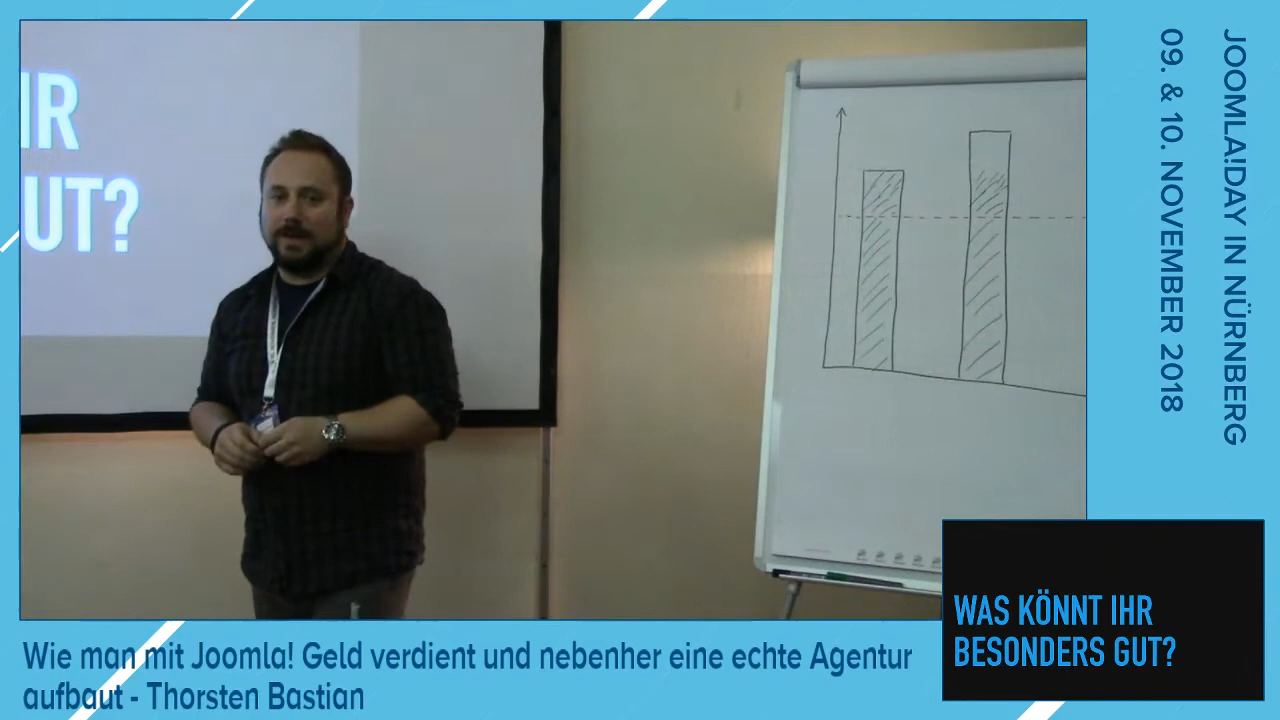 IR
UT?
JOOMLA!DAY IN NÜRNBERG
09. & 10. NOVEMBER 2018
WAS KÖNNT IHR
BESONDERS GUT?
Wie man mit Joomla! Geld verdient und nebenher eine echte Agentur
aufbaut - Thorsten Bastian